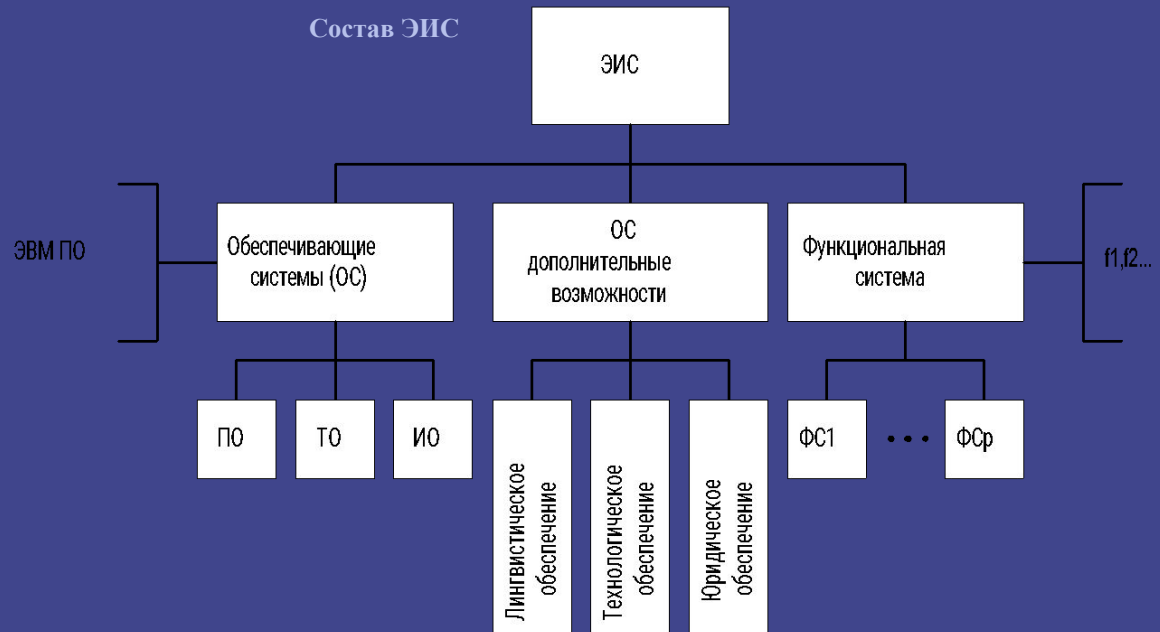 Состав ЭИС
ЭИС
ЭВМ ПО
Обеспечивающие
системы (ОС)
ОС
дополнительные
возможности
Функциональная
система
f1,f2...
ПО
ТО
ИО
Лингвистическое
обеспечение
Технологическое
обеспечение
Юридическое
обеспечение
ФС1
...
ФСр